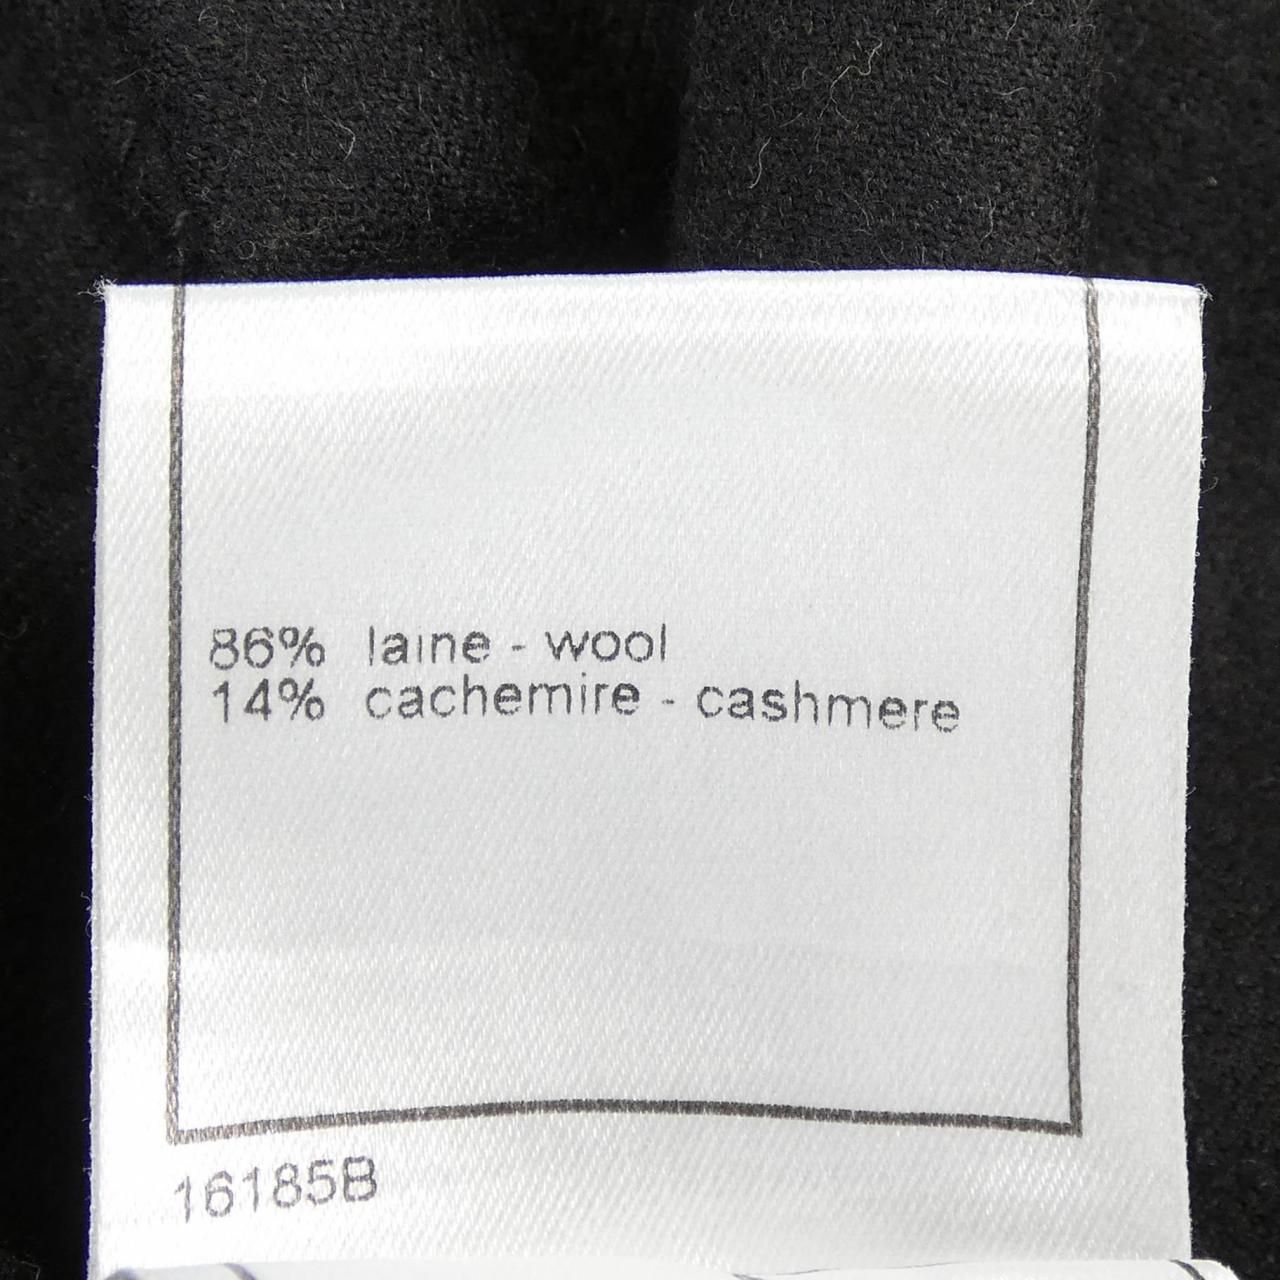 86% laine - wool
14% cachemire - cashmere
16185B